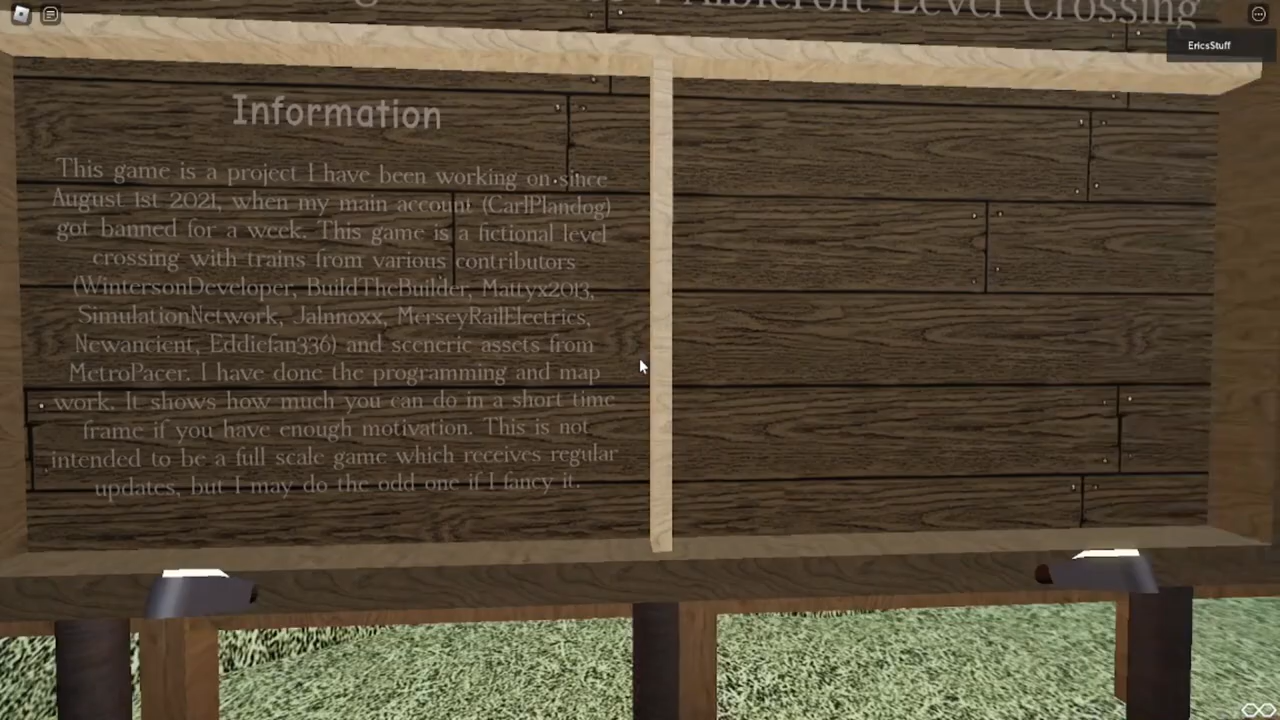 Level Crossing
EricsStuff
Information
This game is a project I have been working on since
August 1st 2021, when my main account (CarlPlandog)
got banned for a week. This game is a fictional level
crossing with trains from various contributors
(WintersonDeveloper, BuildTheBuilder, Mattyx2013,
SimulationNetwork, Jalnnoxx, MerseyRailElectrics,
Newancient, Eddiefan336) and sceneric assets from
MetroPacer. I have done the programming and map
work. It shows how much you can do in a short time
frame if you have enough motivation. This is not
intended to be a full scale game which receives regular
updates, but I may do the odd one if I fancy it.